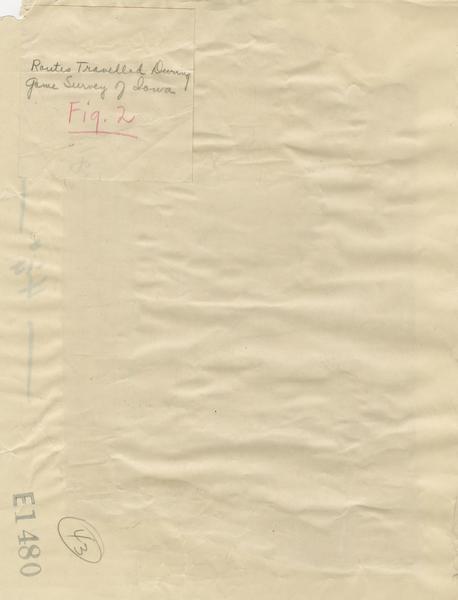 Routes Travelled During
Game Survey of Iowa
Fig. 2
E1480
43